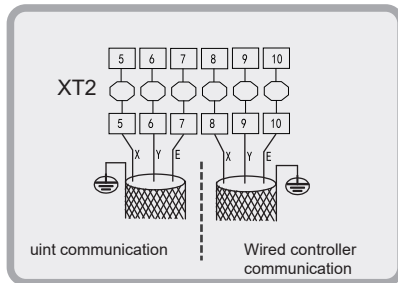 5 6 7 8 9 10
XT2
5 6 7 8 9 10
X Y E X Y E
uint communication
Wired controller
communication